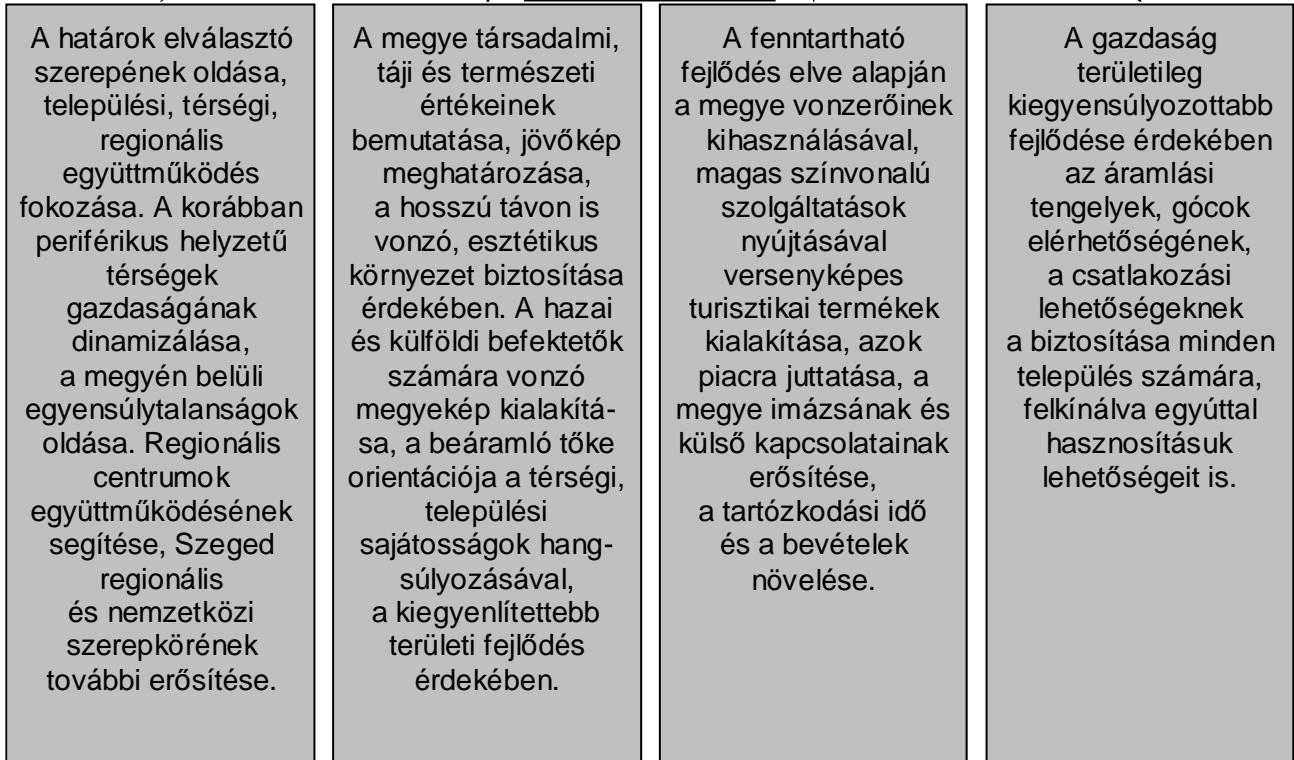 A határok elválasztó
szerepének oldása,
települési, térségi,
regionális
együttműködés
fokozása. A korábban
periférikus helyzetű
térségek
gazdaságának
dinamizálása,
a megyén belüli
egyensúlytalanságok
oldása. Regionális
centrumok
együttműködésének
segítése, Szeged
regionális
és nemzetközi
szerepkörének
további erősítése.
A megye társadalmi,
táji és természeti
értékeinek
bemutatása, jövőkép
meghatározása,
a hosszú távon is
vonzó, esztétikus
környezet biztosítása
érdekében. A hazai
és külföldi befektetők
számára vonzó
megyekép kialakítá-
sa, a beáramló tőke
orientációja a térségi,
települési
sajátosságok hang-
súlyozásával,
a kiegyenlítettebb
területi fejlődés
érdekében.
A fenntartható
fejlődés elve alapján
a megye vonzerőinek
kihasználásával,
magas színvonalú
szolgáltatások
nyújtásával
versenyképes
turisztikai termékek
kialakítása, azok
piacra juttatása, a
megye imázsának és
külső kapcsolatainak
erősítése,
a tartózkodási idő
és a bevételek
növelése.
A gazdaság
területileg
kiegyensúlyozottabb
fejlődése érdekében
az áramlási
tengelyek, gócok
elérhetőségének,
a csatlakozási
lehetőségeknek
a biztosítása minden
település számára,
felkínálva egyúttal
hasznosításuk
lehetőségeit is.